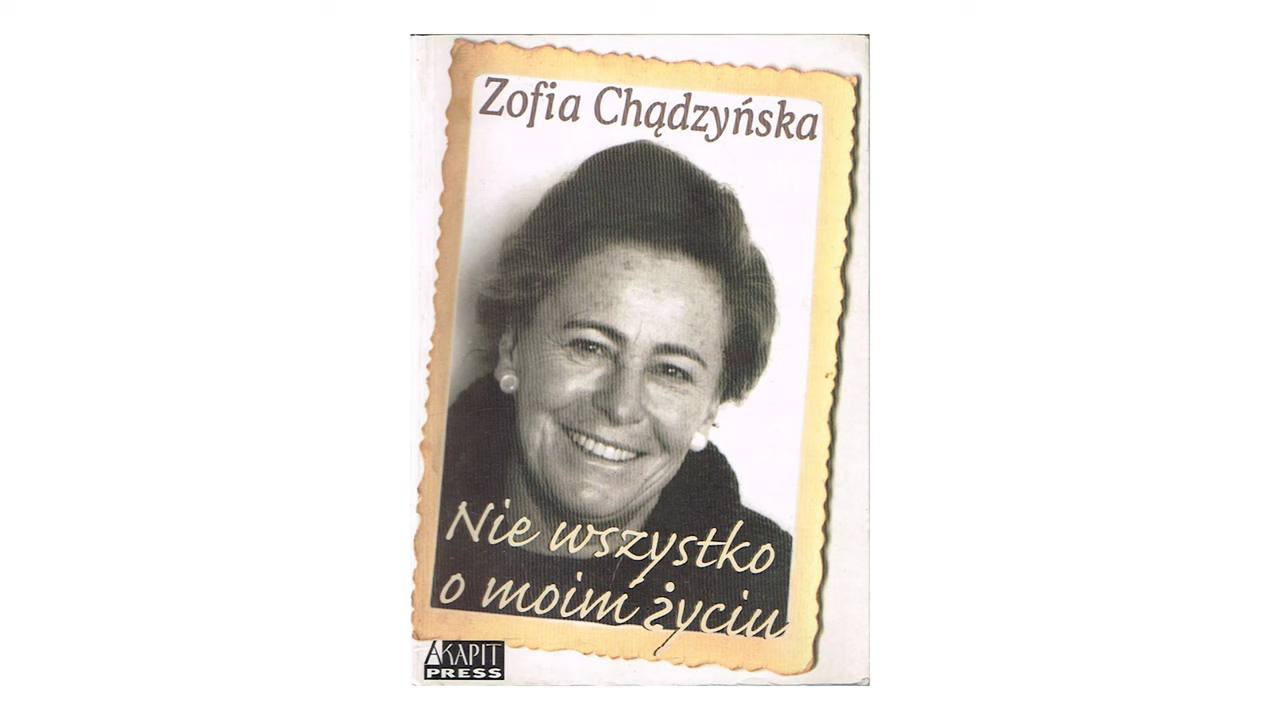 Zofia Chądzyńska
Nie wszystko
o moim życiu
AKAPIT
PRESS